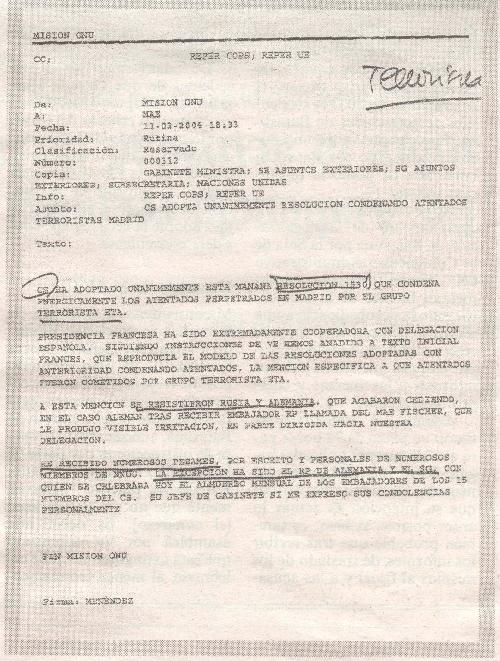 MISION ONU
CC: REPER COPS; REPER UE
Terrorismo
De: MISION ONU
A: MAE
Fecha: 11-03-2004 18:33
Prioridad: Rutina
Clasificación: Reservado
Número: 000312
Copia: GABINETE MINISTRA; SE ASUNTOS EXTERIORES; SG ASUNTOS
EXTERIORES; SUBSECRETARIA; NACIONES UNIDAS
Info: REPER COPS; REPER UE
Asunto: CS ADOPTA UNANIMEMENTE RESOLUCION CONDENANDO ATENTADOS
TERRORISTAS MADRID
Texto:
CS HA ADOPTADO UNANIMEMENTE ESTA MAÑANA RESOLUCION 1530, QUE CONDENA
ENERGICAMENTE LOS ATENTADOS PERPETRADOS EN MADRID POR EL GRUPO
TERRORISTA ETA.
PRESIDENCIA FRANCESA HA SIDO EXTREMADAMENTE COOPERADORA CON DELEGACION
ESPAÑOLA. SIGUIENDO INSTRUCCIONES DE VE HEMOS AÑADIDO A TEXTO INICIAL
FRANCES, QUE REPRODUCIA EL MODELO DE LAS RESOLUCIONES ADOPTADAS CON
ANTERIORIDAD CONDENANDO ATENTADOS, LA MENCION ESPECIFICA A QUE ATENTADOS
FUERON COMETIDOS POR GRUPO TERRORISTA ETA.
A ESTA MENCION SE RESISTIERON RUSIA Y ALEMANIA, QUE ACABARON CEDIENDO,
EN EL CASO ALEMAN TRAS RECIBIR EMBAJADOR RP LLAMADA DEL MAE FISCHER, QUE
LE PRODUJO VISIBLE IRRITACION, EN PARTE DIRIGIDA HACIA NUESTRA
DELEGACION.
HE RECIBIDO NUMEROSOS PESAMES, POR ESCRITO Y PERSONALES DE NUMEROSOS
MIEMBROS DE NNUU. LA EXCEPCION HA SIDO EL RP DE ALEMANIA Y EL SG, CON
QUIEN SE CELEBRABA HOY EL ALMUERZO MENSUAL DE LOS EMBAJADORES DE LOS 15
MIEMBROS DEL CS. SU JEFE DE GABINETE SI ME EXPRESO SUS CONDOLENCIAS
PERSONALMENTE
FIN MISION ONU
Firma: MENENDEZ